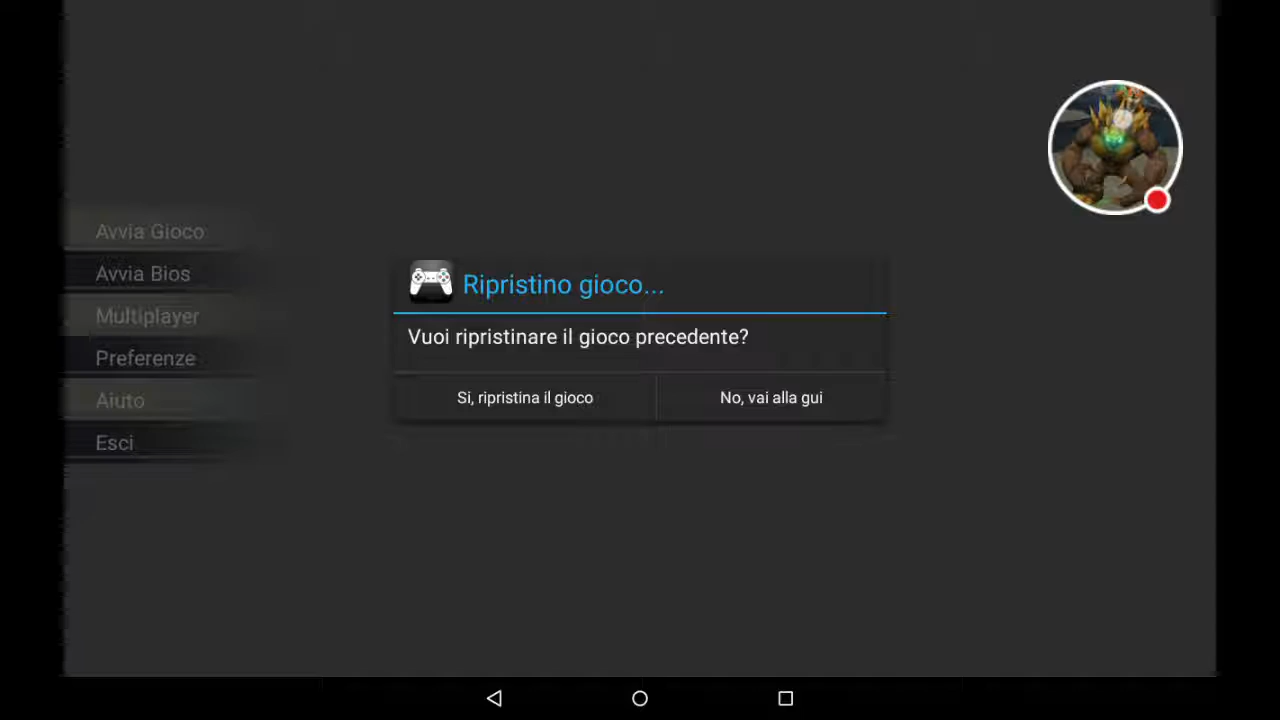 Avvia Gioco
Avvia Bios
Multiplayer
Preferenze
Aiuto
Esci
Ripristino gioco...
Vuoi ripristinare il gioco precedente?
Si, ripristina il gioco
No, vai alla gui